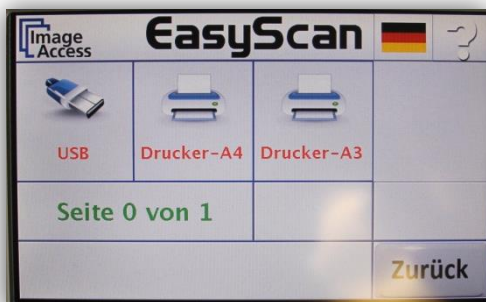 Image
Access
EasyScan
?
USB
Drucker-A4
Drucker-A3
Seite 0 von 1
Zurück